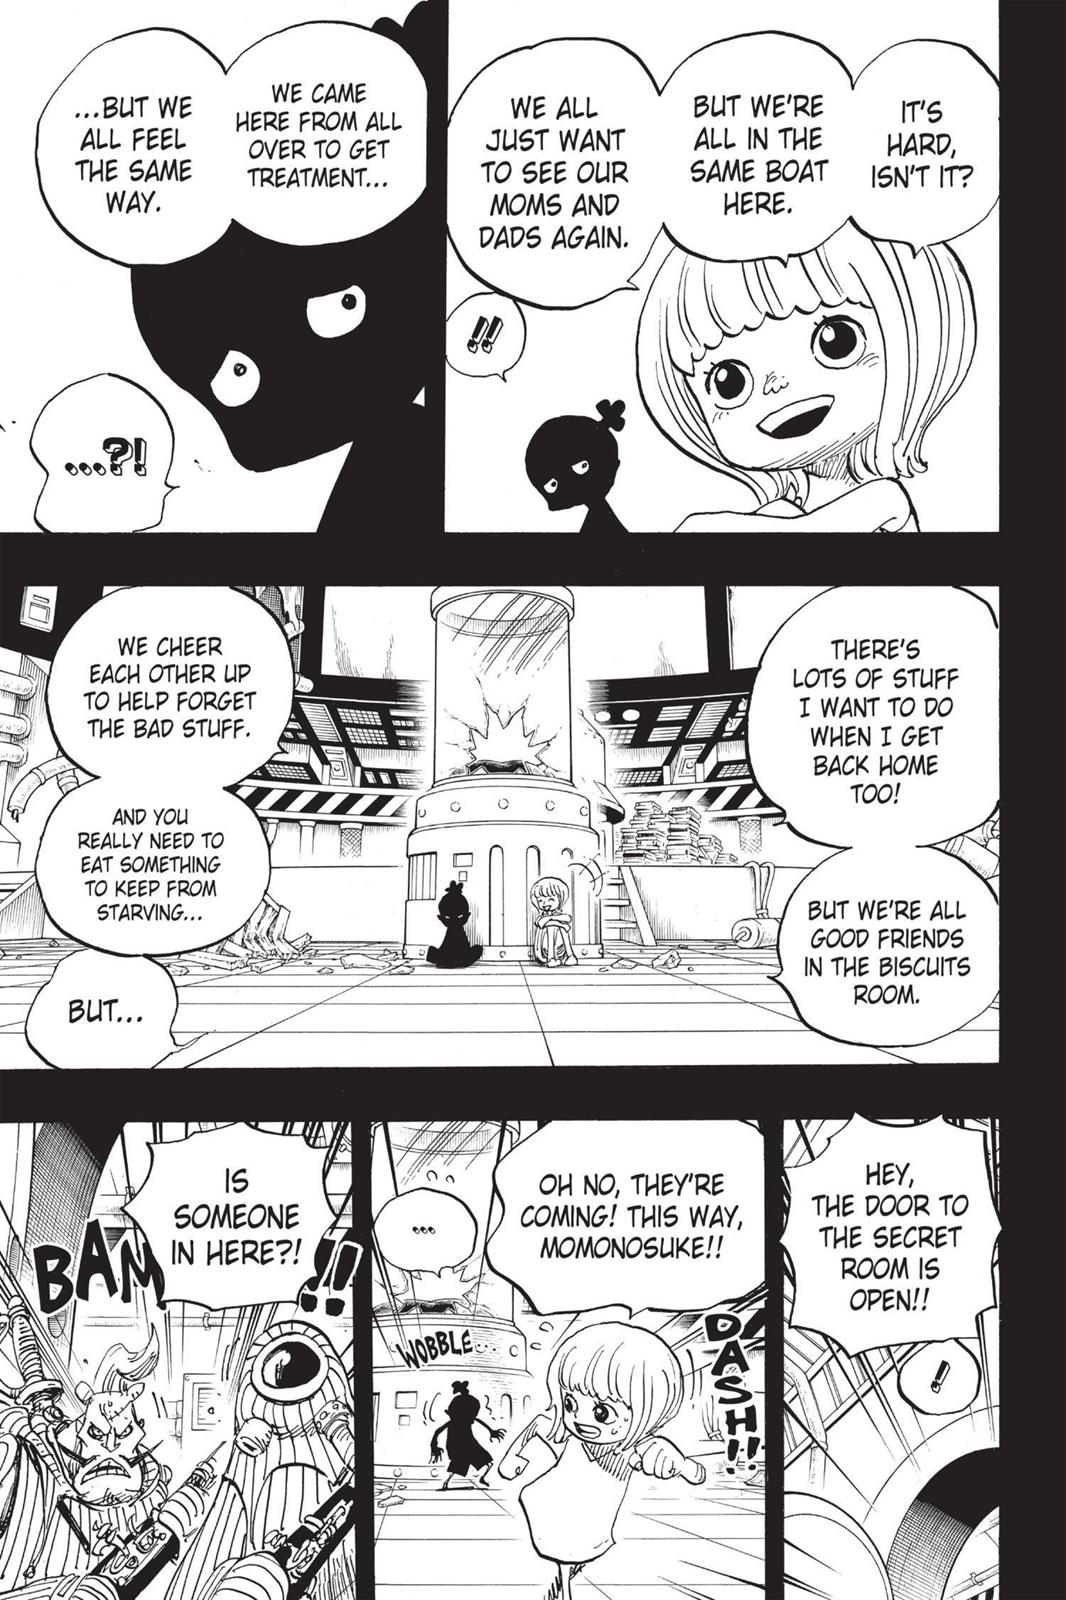 IT'S
HARD,
ISN'T IT?
BUT WE'RE
ALL IN THE
SAME BOAT
HERE.
WE ALL
JUST WANT
TO SEE OUR
MOMS AND
DADS AGAIN.
!!
WE CAME
HERE FROM ALL
OVER TO GET
TREATMENT...
...BUT WE
ALL FEEL
THE SAME
WAY.
...?!
THERE'S
LOTS OF STUFF
I WANT TO DO
WHEN I GET
BACK HOME
TOO!
BUT WE'RE ALL
GOOD FRIENDS
IN THE BISCUITS
ROOM.
WE CHEER
EACH OTHER UP
TO HELP FORGET
THE BAD STUFF.
AND YOU
REALLY NEED TO
EAT SOMETHING
TO KEEP FROM
STARVING...
BUT...
HEY,
THE DOOR TO
THE SECRET
ROOM IS
OPEN!!
!
OH NO, THEY'RE
COMING! THIS WAY,
MOMONOSUKE!!
...
WOBBLE...
DASH!!
IS
SOMEONE
IN HERE?!
!!
BAM